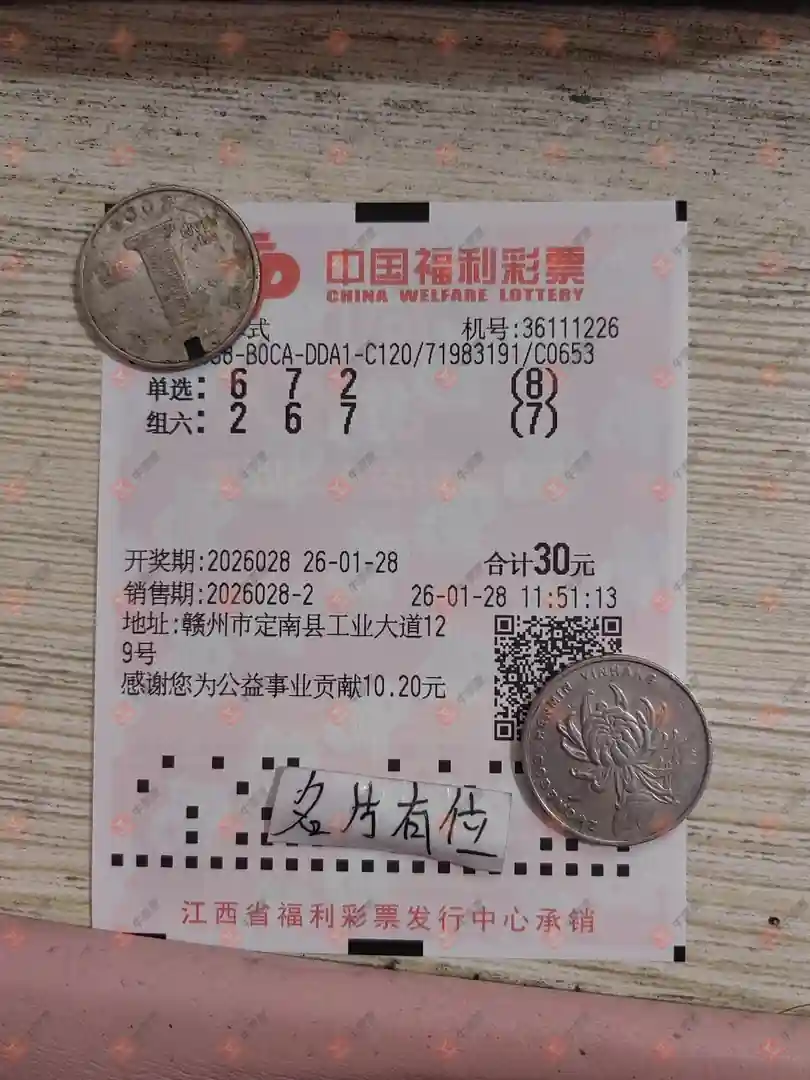 中国福利彩票
CHINA WELFARE LOTTERY
式 机号:36111226
B0CA-DDA1-C120/71983191/C0653
单选: 6 7 2 (8)
组六: 2 6 7 (7)
开奖期:2026028 26-01-28 合计30元
销售期:2026028-2 26-01-28 11:51:13
地址:赣州市定南县工业大道12
9号
感谢您为公益事业贡献10.20元
名片有位
江西省福利彩票发行中心承销